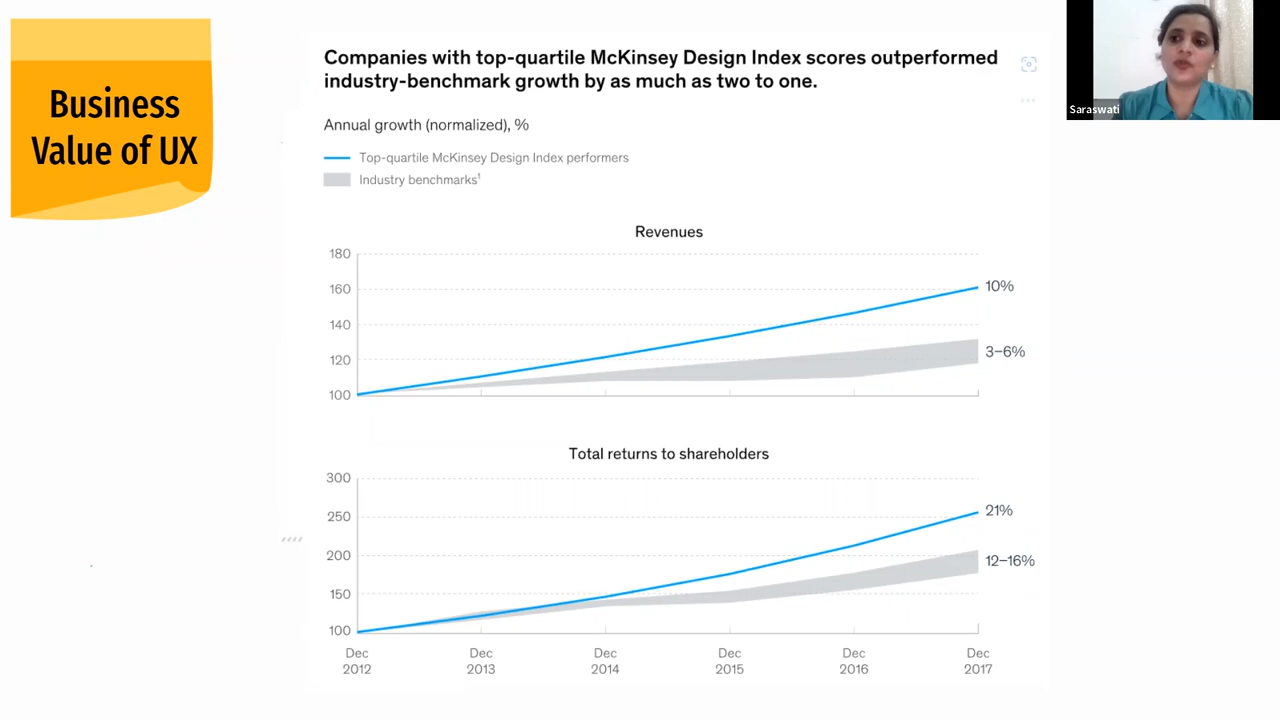 Business
Value of UX
Companies with top-quartile McKinsey Design Index scores outperformed
industry-benchmark growth by as much as two to one.
Saraswati
Annual growth (normalized), %
Top-quartile McKinsey Design Index performers
Industry benchmarks¹
Revenues
180
160
140
120
100
10%
3–6%
Total returns to shareholders
300
250
200
150
100
21%
12–16%
Dec Dec Dec Dec Dec Dec
2012 2013 2014 2015 2016 2017